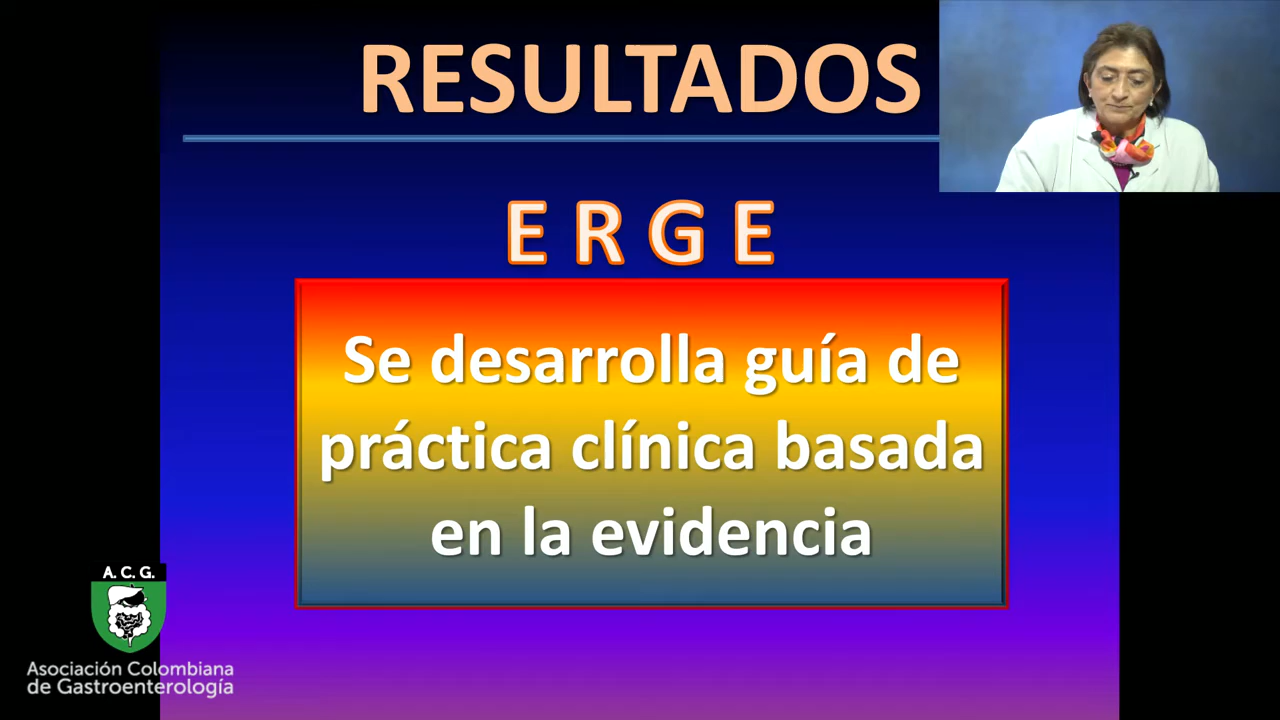 RESULTADOS
E R G E
Se desarrolla guía de
práctica clínica basada
en la evidencia
A. C. G.
Asociación Colombiana
de Gastroenterología